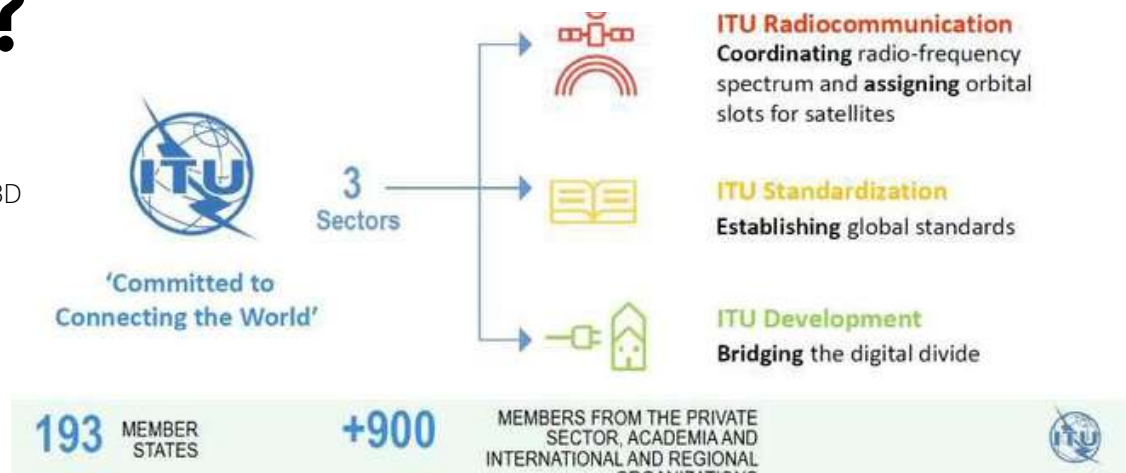 ?
ITU Radiocommunication
Coordinating radio-frequency
spectrum and assigning orbital
slots for satellites
ITU
3D
3
Sectors
ITU Standardization
Establishing global standards
'Committed to
Connecting the World'
ITU Development
Bridging the digital divide
193 MEMBER
STATES
+900
MEMBERS FROM THE PRIVATE
SECTOR, ACADEMIA AND
INTERNATIONAL AND REGIONAL
ORGANIZATIONS
ITU